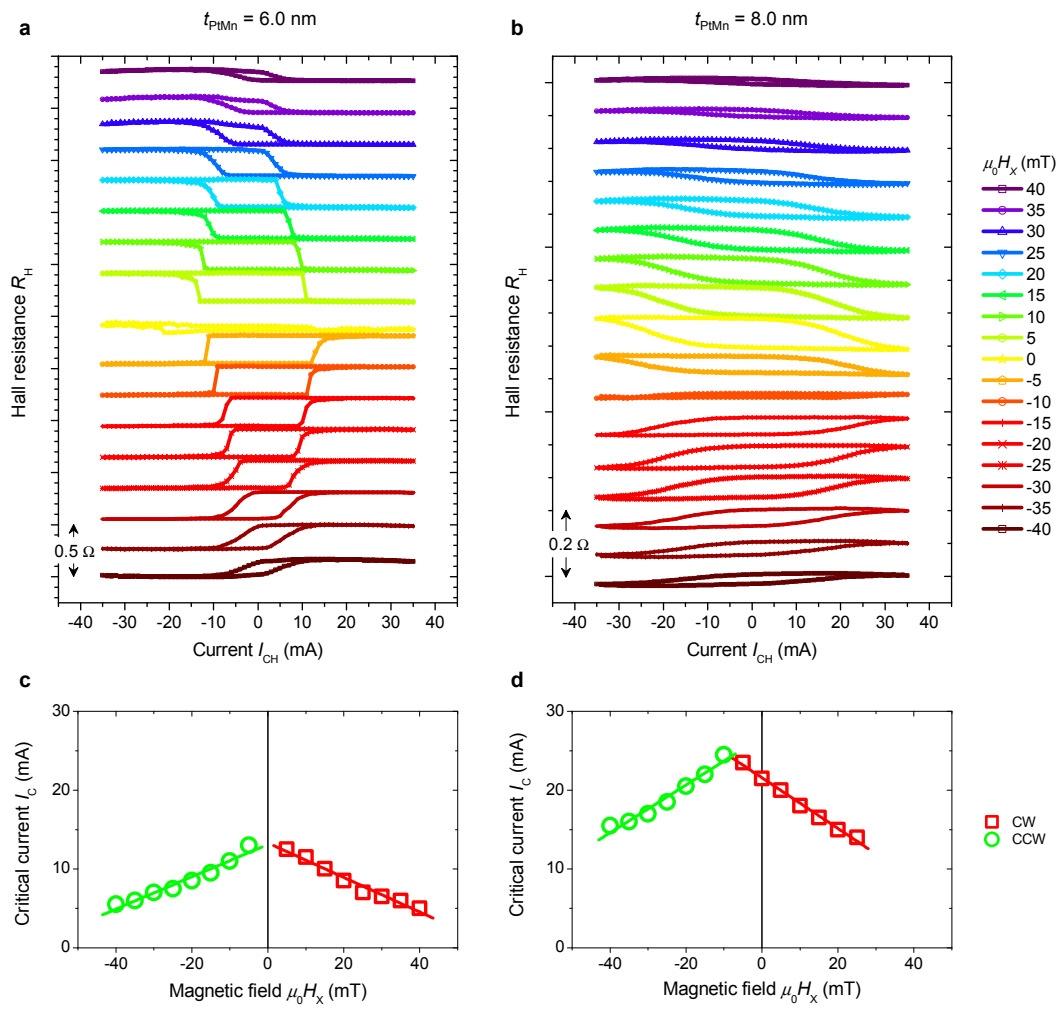 t_PtMn = 6.0 nm
t_PtMn = 8.0 nm
a
b
Hall resistance R_H
0.5 Ω
-40 -30 -20 -10 0 10 20 30 40
Current I_CH (mA)
Hall resistance R_H
0.2 Ω
-40 -30 -20 -10 0 10 20 30 40
Current I_CH (mA)
μ₀H_X (mT)
40
35
30
25
20
15
10
5
0
-5
-10
-15
-20
-25
-30
-35
-40
c
30
20
10
0
Critical current I_C (mA)
-40 -20 0 20 40
Magnetic field μ₀H_X (mT)
d
30
20
10
0
Critical current I_C (mA)
-40 -20 0 20 40
Magnetic field μ₀H_X (mT)
CW
CCW